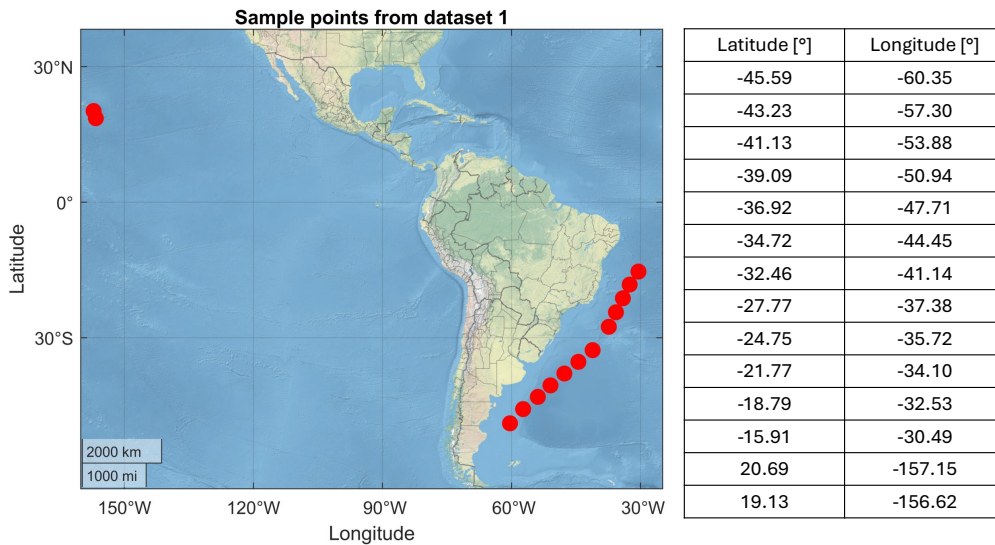 Sample points from dataset 1
30°N
0°
30°S
Latitude
2000 km
1000 mi
150°W 120°W 90°W 60°W 30°W
Longitude
Latitude [°] Longitude [°]
-45.59 -60.35
-43.23 -57.30
-41.13 -53.88
-39.09 -50.94
-36.92 -47.71
-34.72 -44.45
-32.46 -41.14
-27.77 -37.38
-24.75 -35.72
-21.77 -34.10
-18.79 -32.53
-15.91 -30.49
20.69 -157.15
19.13 -156.62